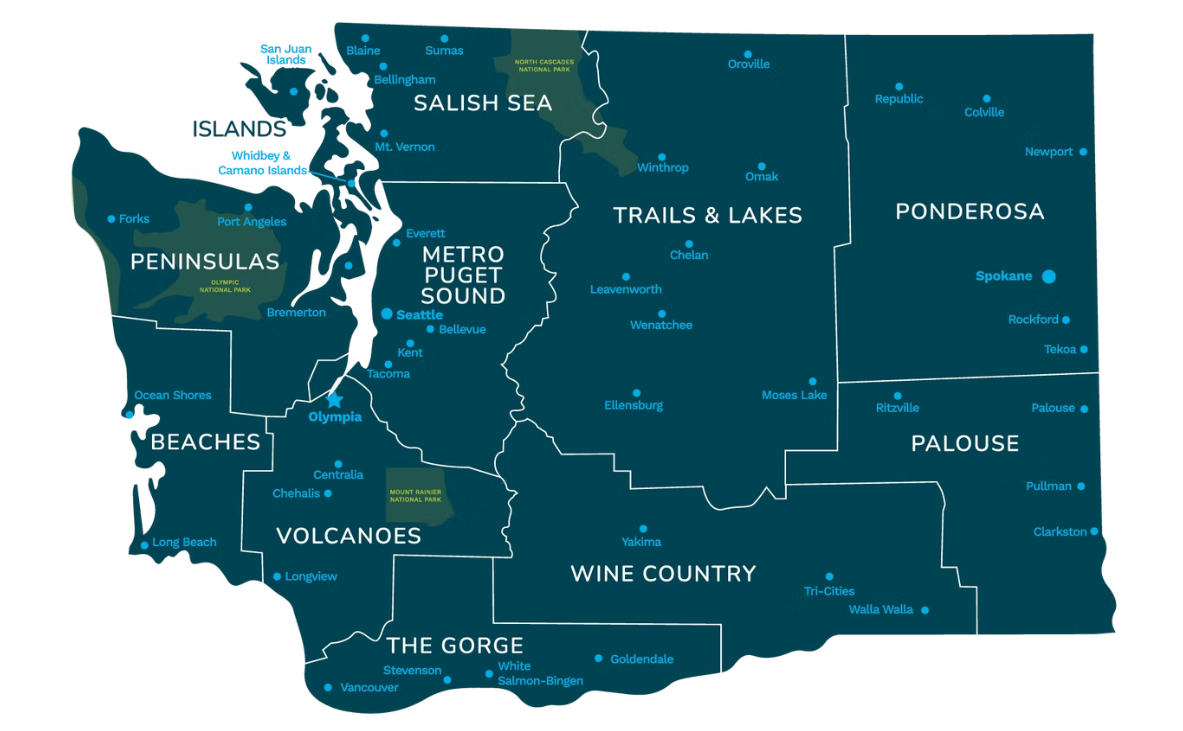 San Juan
Islands
Blaine
Sumas
Bellingham
NORTH CASCADES
NATIONAL PARK
SALISH SEA
ISLANDS
Mt. Vernon
Whidbey &
Camano Islands
Oroville
Winthrop
Omak
TRAILS & LAKES
Republic
Colville
Newport
PONDEROSA
Forks
Port Angeles
PENINSULAS
OLYMPIC
NATIONAL PARK
Bremerton
Everett
METRO
PUGET
SOUND
Seattle
Bellevue
Kent
Tacoma
Chelan
Leavenworth
Wenatchee
Ellensburg
Moses Lake
Spokane
Rockford
Tekoa
Ritzville
Palouse
PALOUSE
Pullman
Clarkston
Ocean Shores
BEACHES
Long Beach
Olympia
Centralia
Chehalis
MOUNT RAINIER
NATIONAL PARK
VOLCANOES
Longview
Yakima
WINE COUNTRY
Tri-Cities
Walla Walla
THE GORGE
Stevenson
White
Salmon-Bingen
Goldendale
Vancouver